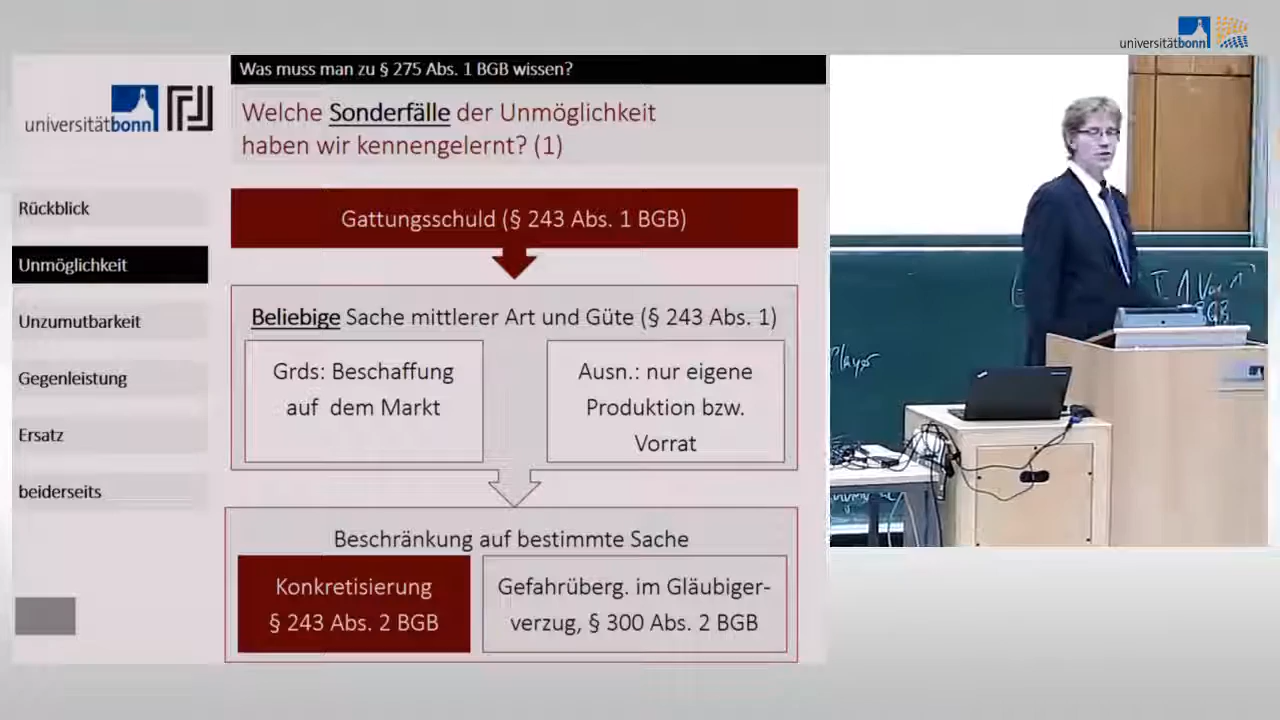 universitätbonn
Was muss man zu § 275 Abs. 1 BGB wissen?
universitätbonn
Welche Sonderfälle der Unmöglichkeit
haben wir kennengelernt? (1)
Rückblick
Unmöglichkeit
Unzumutbarkeit
Gegenleistung
Ersatz
beiderseits
Gattungsschuld (§ 243 Abs. 1 BGB)
Beliebige Sache mittlerer Art und Güte (§ 243 Abs. 1)
Grds: Beschaffung
auf dem Markt
Ausn.: nur eigene
Produktion bzw.
Vorrat
Beschränkung auf bestimmte Sache
Konkretisierung
§ 243 Abs. 2 BGB
Gefahrüberg. im Gläubiger-
verzug, § 300 Abs. 2 BGB
Player